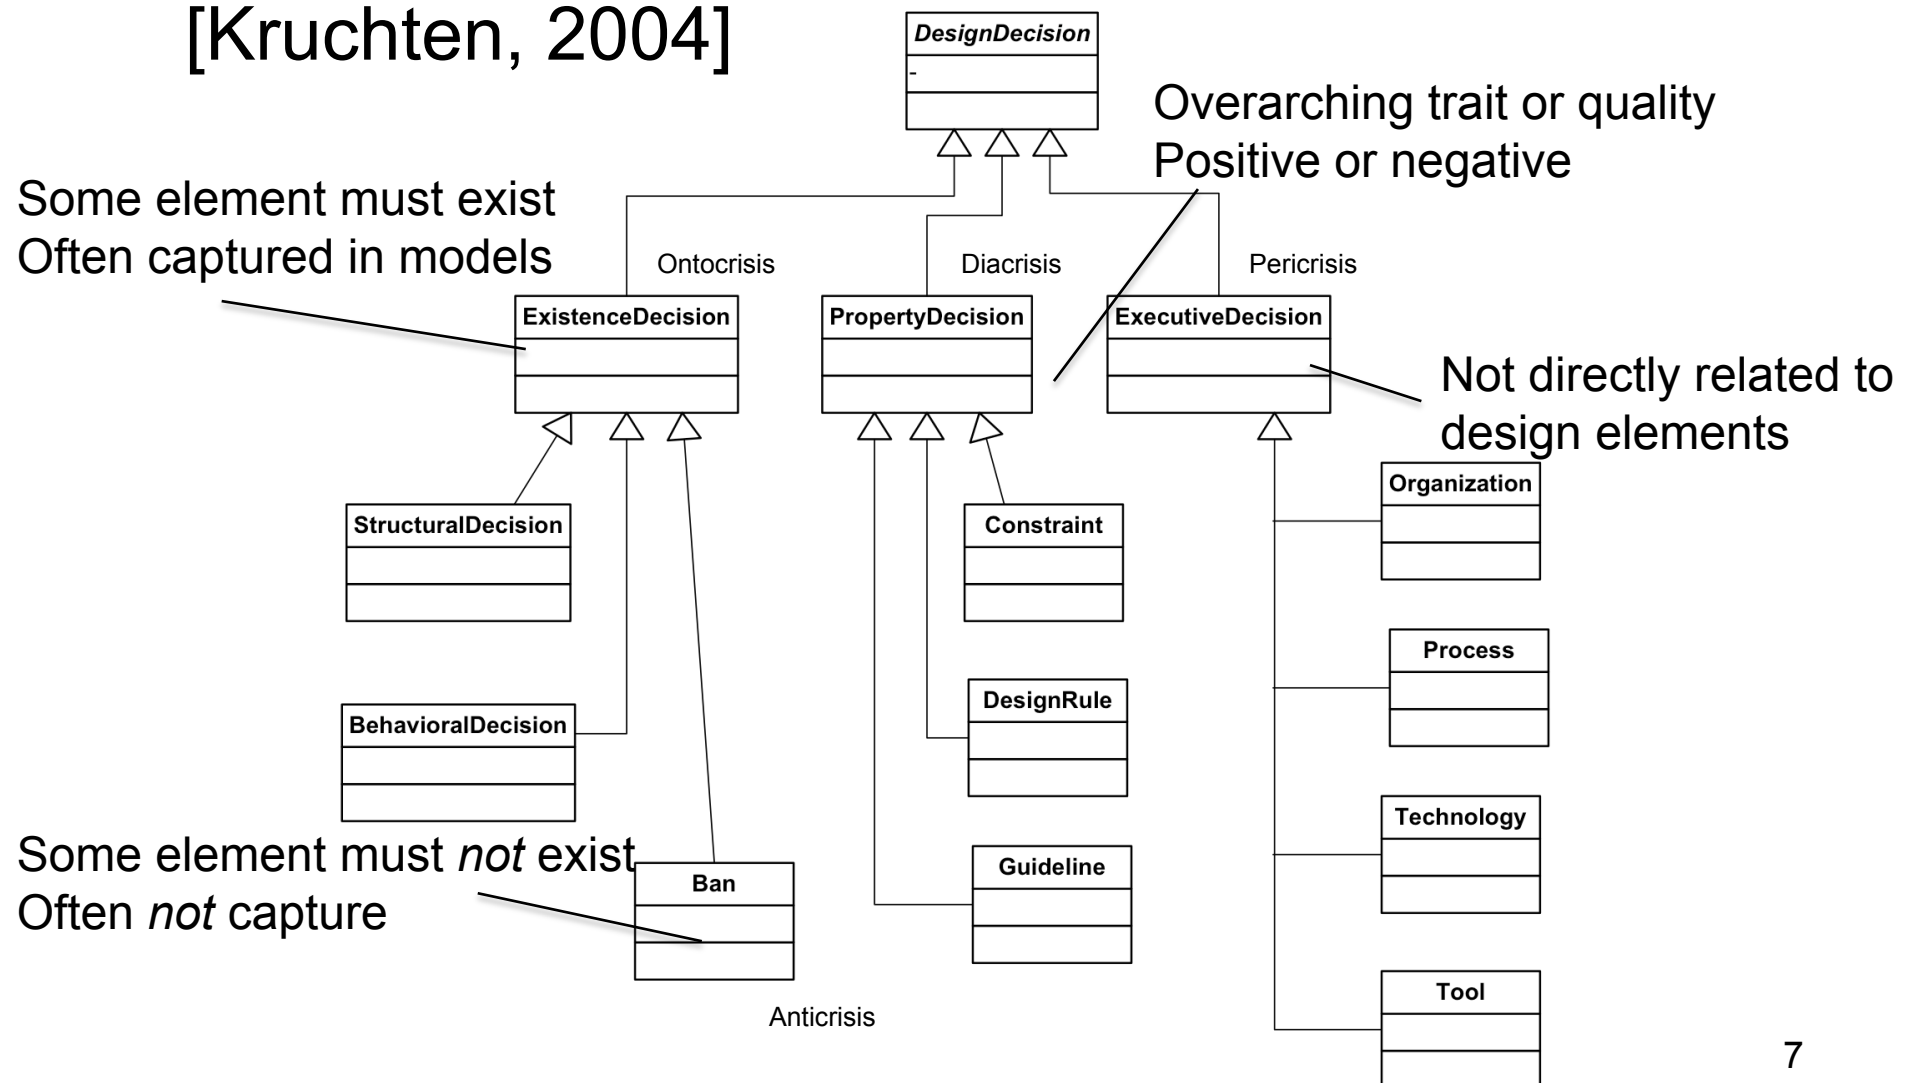 [Kruchten, 2004]
DesignDecision
-
Overarching trait or quality
Positive or negative
Some element must exist
Often captured in models
Ontocrisis
Diacrisis
Pericrisis
ExistenceDecision
PropertyDecision
ExecutiveDecision
Not directly related to
design elements
Organization
StructuralDecision
Constraint
Process
DesignRule
BehavioralDecision
Technology
Some element must not exist
Often not capture
Ban
Guideline
Tool
Anticrisis
7